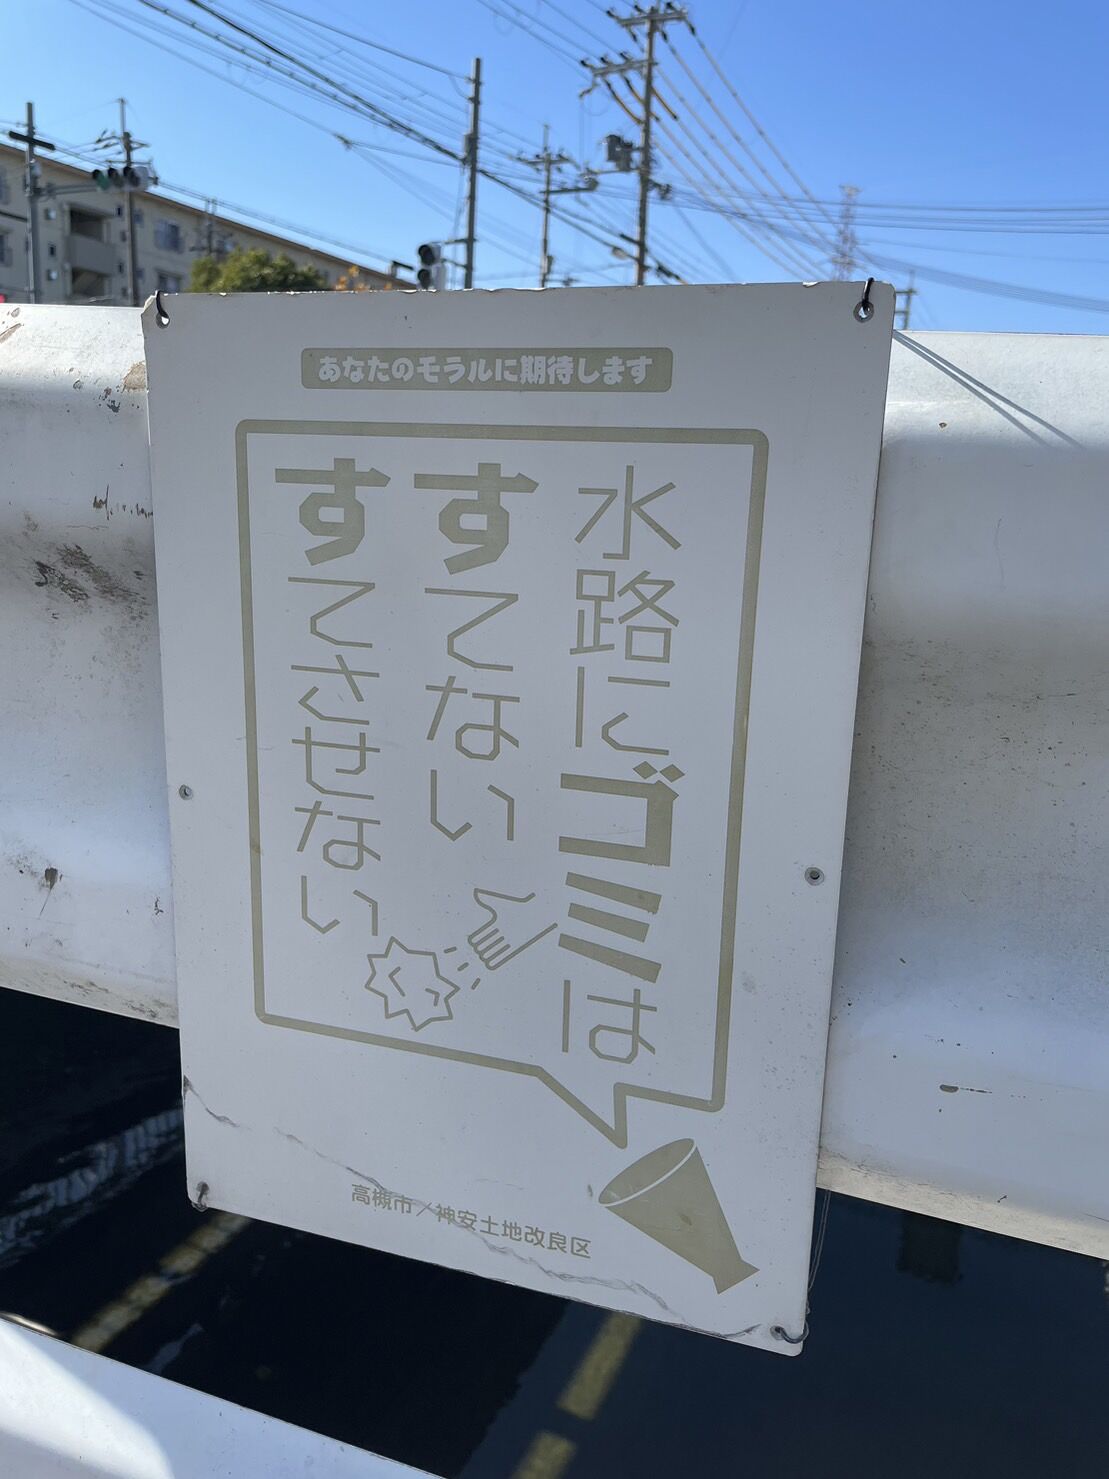 あなたのモラルに期待します
水路にゴミは
すてない
すてさせない
高槻市／神安土地改良区